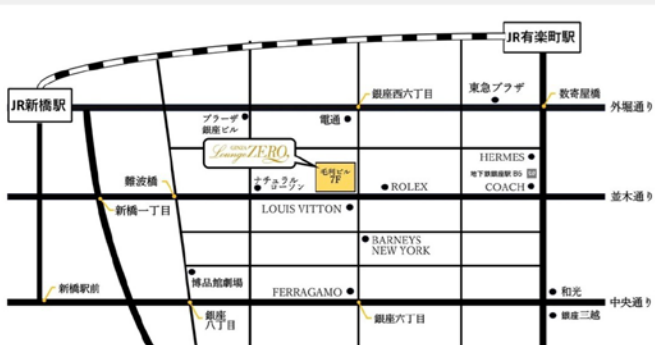 JR有楽町駅
JR新橋駅
銀座西六丁目
東急プラザ
数寄屋橋
外堀通り
プラーザ
銀座ビル
電通
GINZA
Lounge ZERO
HERMES
地下鉄銀座駅 B5
COACH
難波橋
ナチュラル
ローソン
7F
ROLEX
並木通り
新橋一丁目
LOUIS VITTON
BARNEYS
NEW YORK
博品館劇場
新橋駅前
FERRAGAMO
和光
中央通り
銀座
八丁目
銀座六丁目
銀座三越